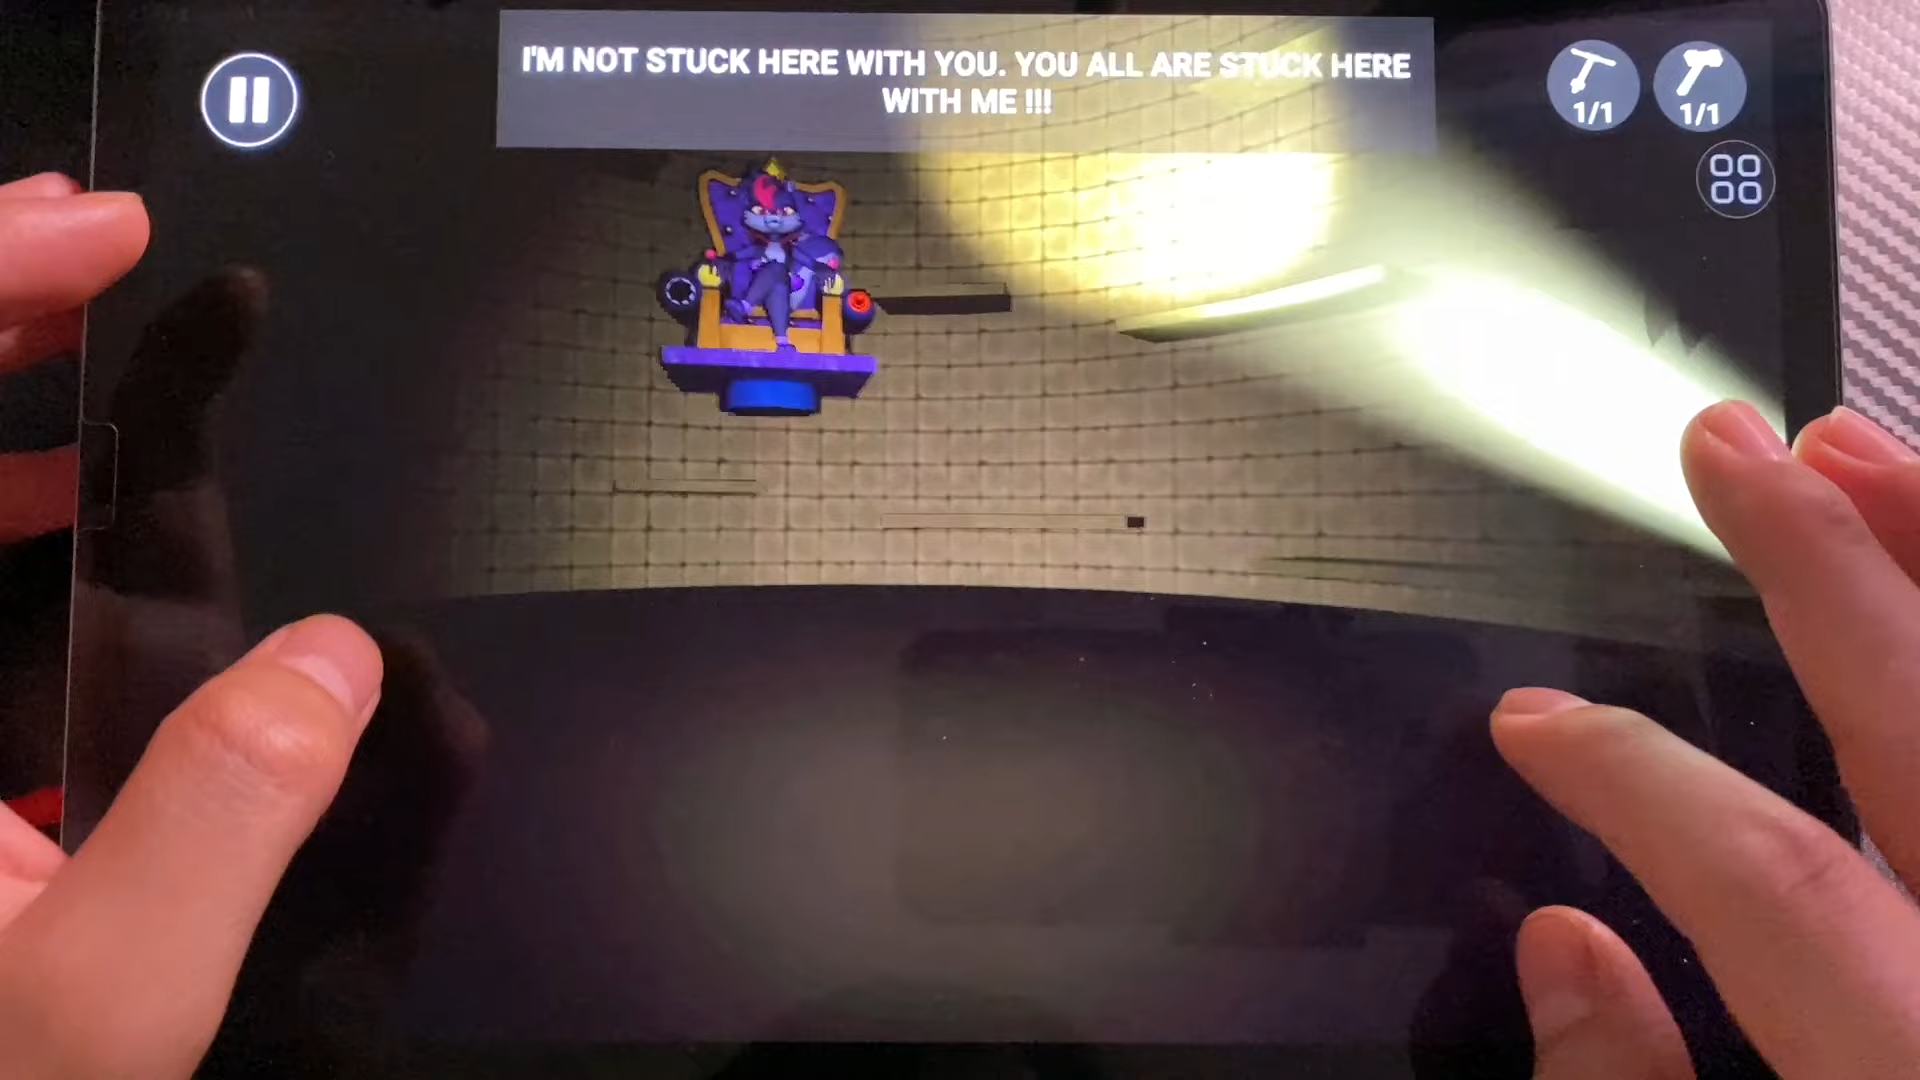 I'M NOT STUCK HERE WITH YOU. YOU ALL ARE STUCK HERE
WITH ME !!!
1/1
1/1